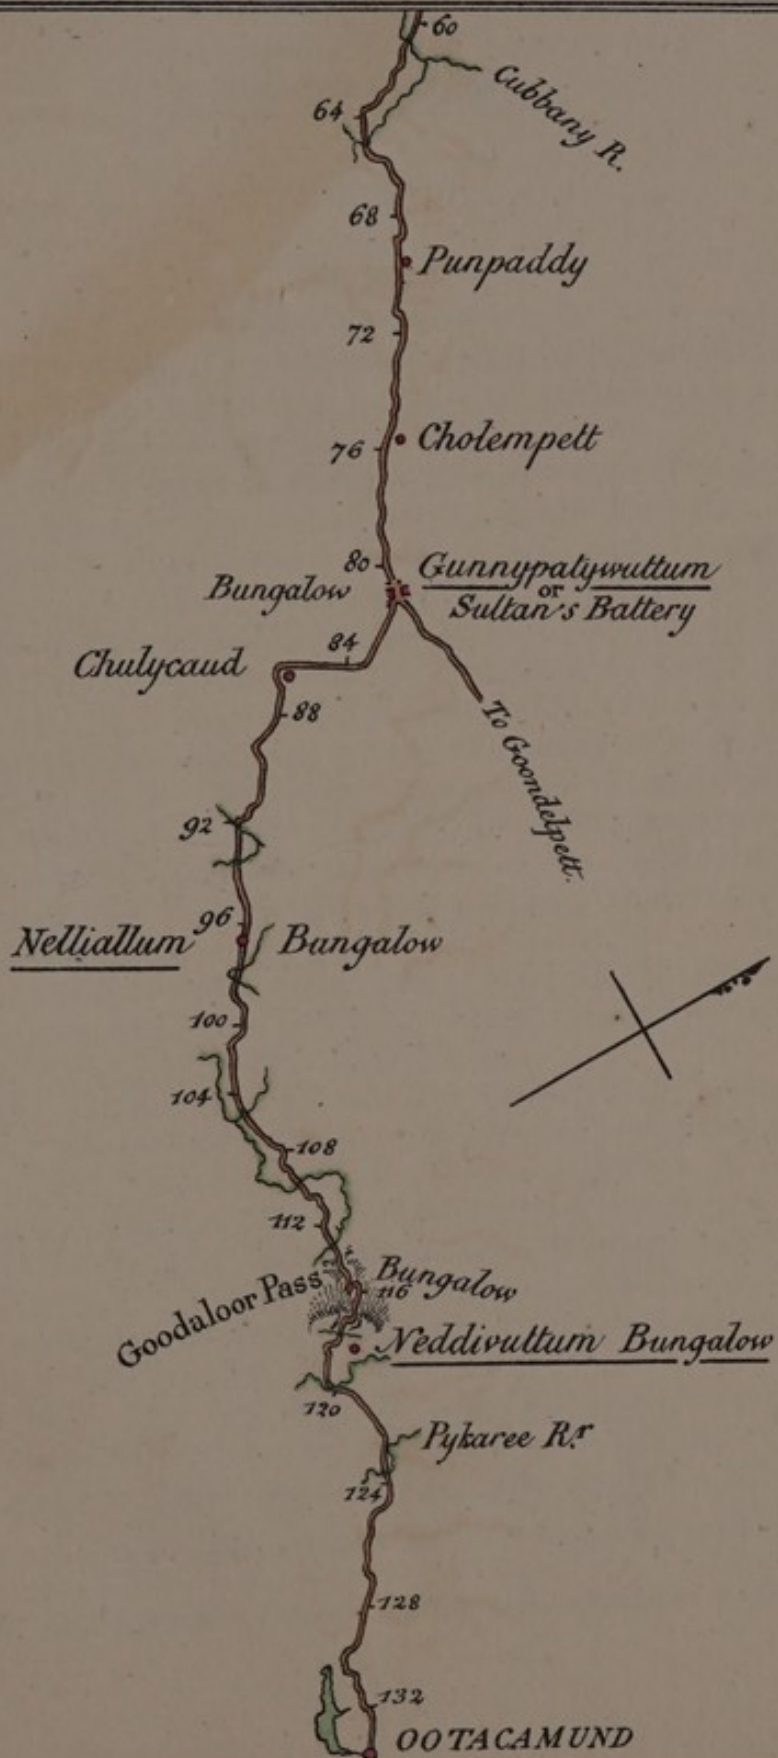 60
Cubbany R.
64
68
Punpaddy
72
Cholempett
76
80
Bungalow
Gunnypatywuttum
or
Sultan's Battery
84
Chulycaud
88
To Goondelpett.
92
96
Nelliallum
Bungalow
100
104
108
112
Goodaloor Pass
Bungalow
116
Neddivuttum Bungalow
120
Pykaree Rr.
124
128
132
OOTACAMUND